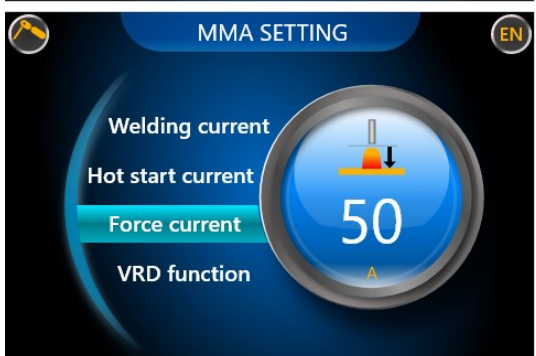 MMA SETTING
EN
Welding current
Hot start current
Force current
VRD function
50
A